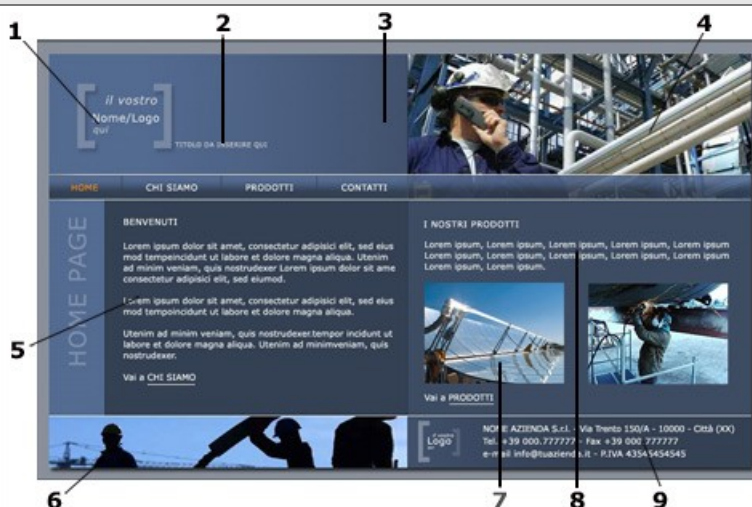 1
2
3
4
il vostro
Nome/Logo
qui
TITOLO DA INSERIRE QUI
HOME
CHI SIAMO
PRODOTTI
CONTATTI
HOME PAGE
BENVENUTI
Lorem ipsum dolor sit amet, consectetur adipisici elit, sed eius
mod tempoincidunt ut labore et dolore magna aliqua. Utenim
ad minim veniam, quis nostrudexer Lorem ipsum dolor sit ame
consectetur adipisici elit, sed eiumod.
Lorem ipsum dolor sit amet, consectetur adipisici elit, sed eius
mod tempoincidunt ut labore et dolore magna aliqua.
Utenim ad minim veniam, quis nostrudexer.tempor incidunt ut
labore et dolore magna aliqua. Utenim ad minimveniam, quis
nostrudexer.
Vai a CHI SIAMO
I NOSTRI PRODOTTI
Lorem ipsum, Lorem ipsum, Lorem ipsum, Lorem ipsum, Lorem ipsum
Lorem ipsum, Lorem ipsum, Lorem ipsum, Lorem ipsum, Lorem ipsum
Lorem ipsum, Lorem ipsum.
Vai a PRODOTTI
5
il vostro
Logo
qui
NOME AZIENDA S.r.l. - Via Trento 150/A - 10000 - Città (XX)
Tel. +39 000.777777 - Fax +39 000 777777
e-mail info@tuazienda.it - P.IVA 43545454545
6
7
8
9